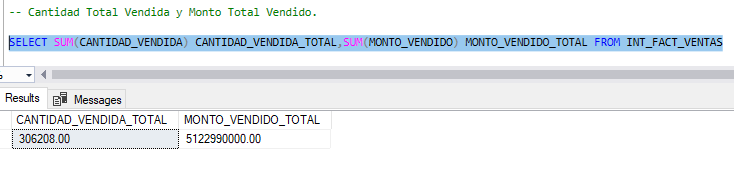 -- Cantidad Total Vendida y Monto Total Vendido.
SELECT SUM(CANTIDAD_VENDIDA) CANTIDAD_VENDIDA_TOTAL,SUM(MONTO_VENDIDO) MONTO_VENDIDO_TOTAL FROM INT_FACT_VENTAS
Results Messages
CANTIDAD_VENDIDA_TOTAL MONTO_VENDIDO_TOTAL
306208.00 5122990000.00